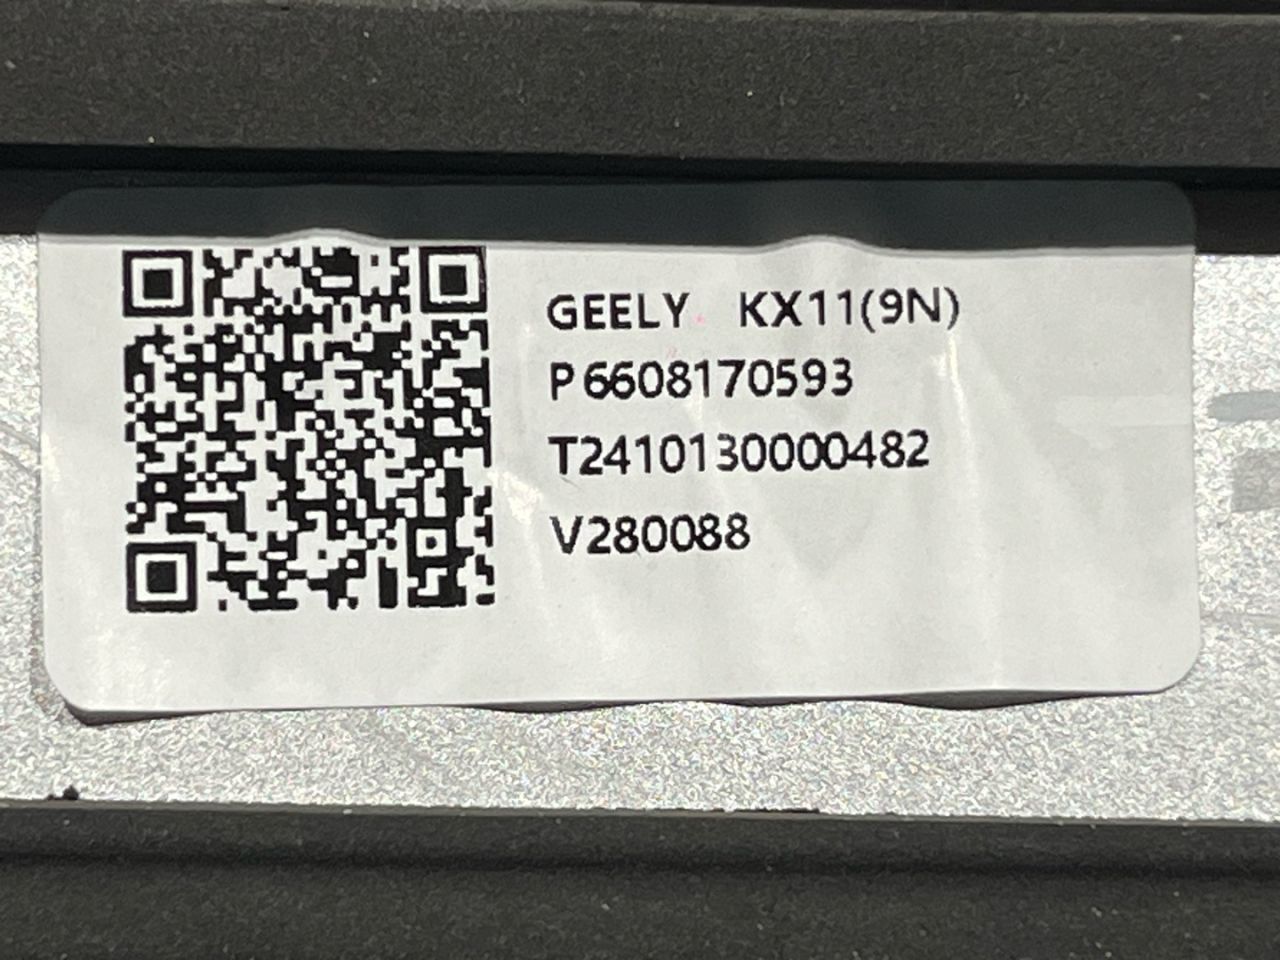 GEELY KX11(9N)
P6608170593
T2410130000482
V280088